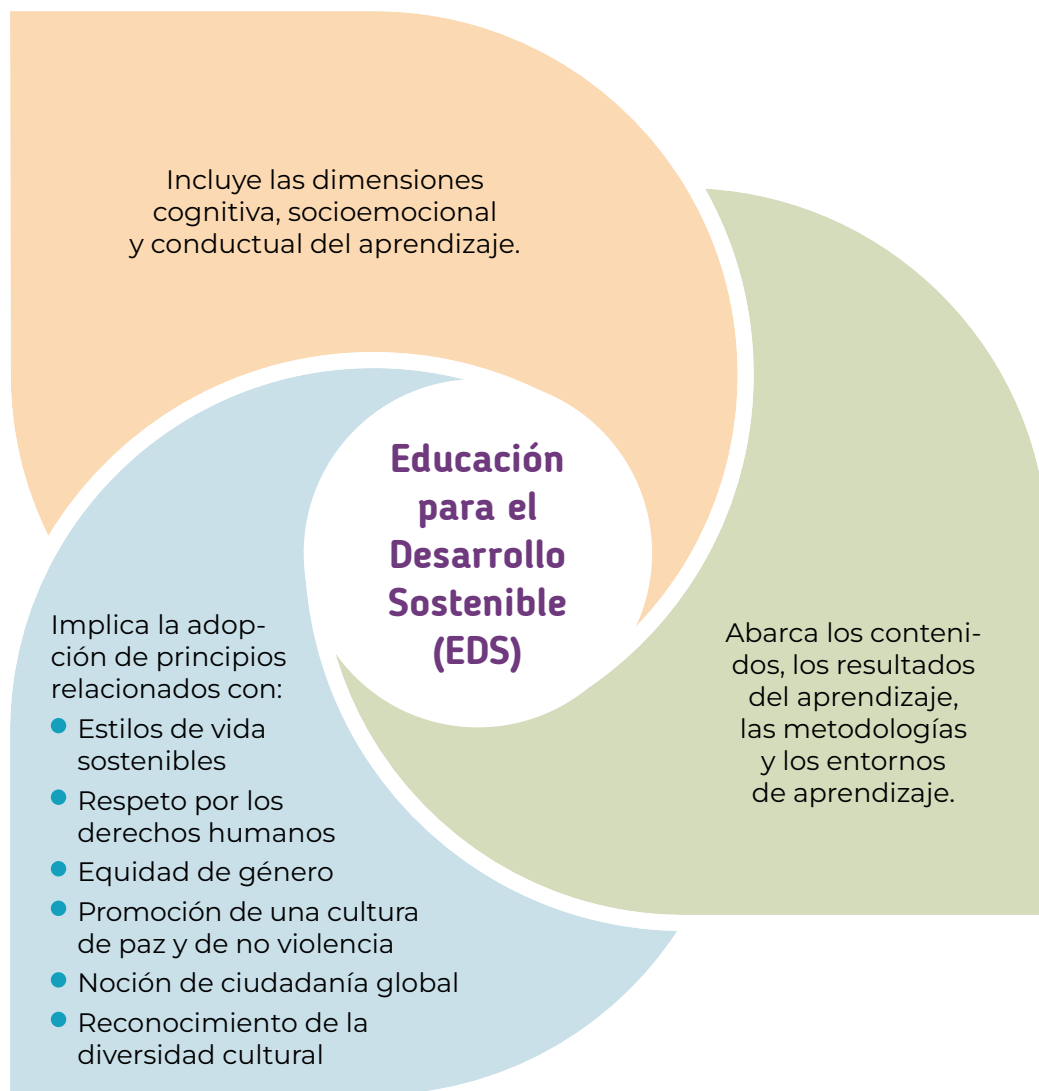 Incluye las dimensiones
cognitiva, socioemocional
y conductual del aprendizaje.
Educación
para el
Desarrollo
Sostenible
(EDS)
Implica la adop-
ción de principios
relacionados con:
Estilos de vida
sostenibles
Respeto por los
derechos humanos
Equidad de género
Promoción de una cultura
de paz y de no violencia
Noción de ciudadanía global
Reconocimiento de la
diversidad cultural
Abarca los conteni-
dos, los resultados
del aprendizaje,
las metodologías
y los entornos
de aprendizaje.